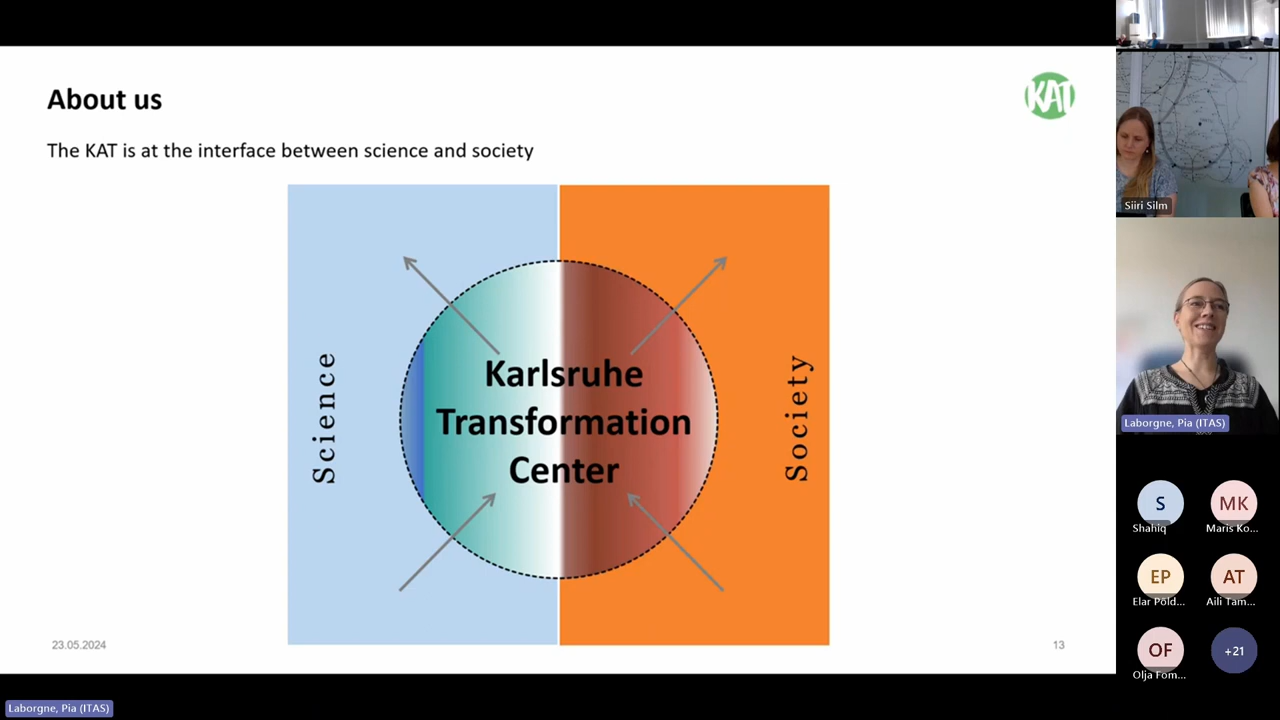 About us
KAT
The KAT is at the interface between science and society
Science
Karlsruhe
Transformation
Center
Society
23.05.2024
13
Laborgne, Pia (ITAS)
Siiri Silm
Laborgne, Pia (ITAS)
S
Shahiq
MK
Maris Ko...
EP
Elar Põld...
AT
Aili Tam...
OF
Olja Fom...
+21